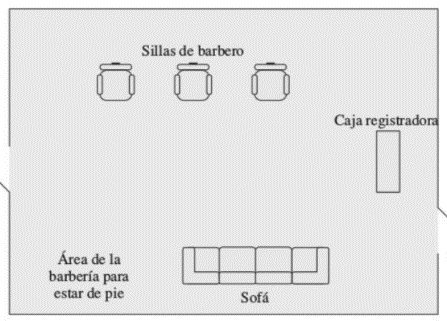 Sillas de barbero
Caja registradora
Área de la
barbería para
estar de pie
Sofá